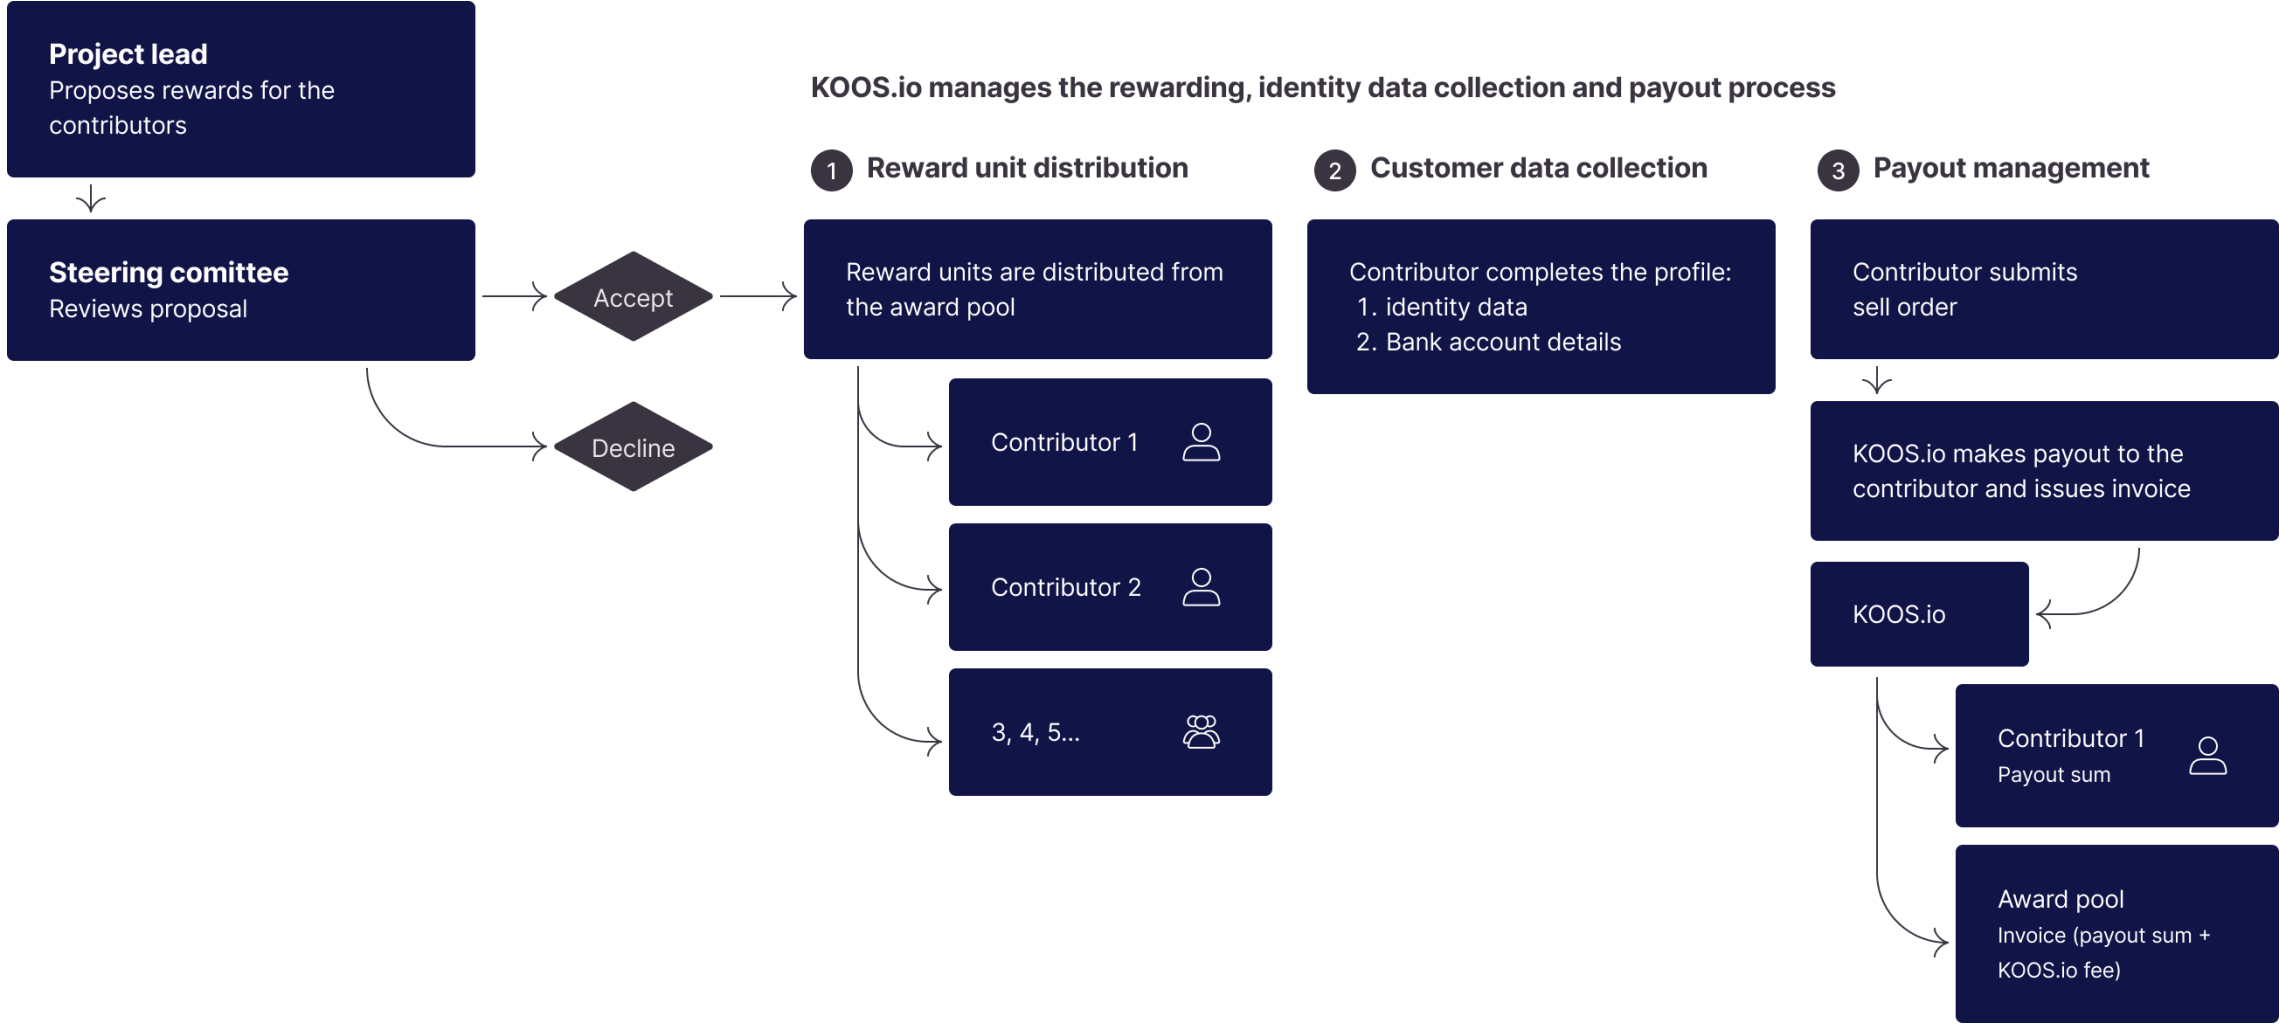 Project lead
Proposes rewards for the
contributors
Steering comittee
Reviews proposal
Accept
Decline
KOOS.io manages the rewarding, identity data collection and payout process
1 Reward unit distribution
Reward units are distributed from
the award pool
Contributor 1
Contributor 2
3, 4, 5...
2 Customer data collection
Contributor completes the profile:
1. identity data
2. Bank account details
3 Payout management
Contributor submits
sell order
KOOS.io makes payout to the
contributor and issues invoice
KOOS.io
Contributor 1
Payout sum
Award pool
Invoice (payout sum +
KOOS.io fee)